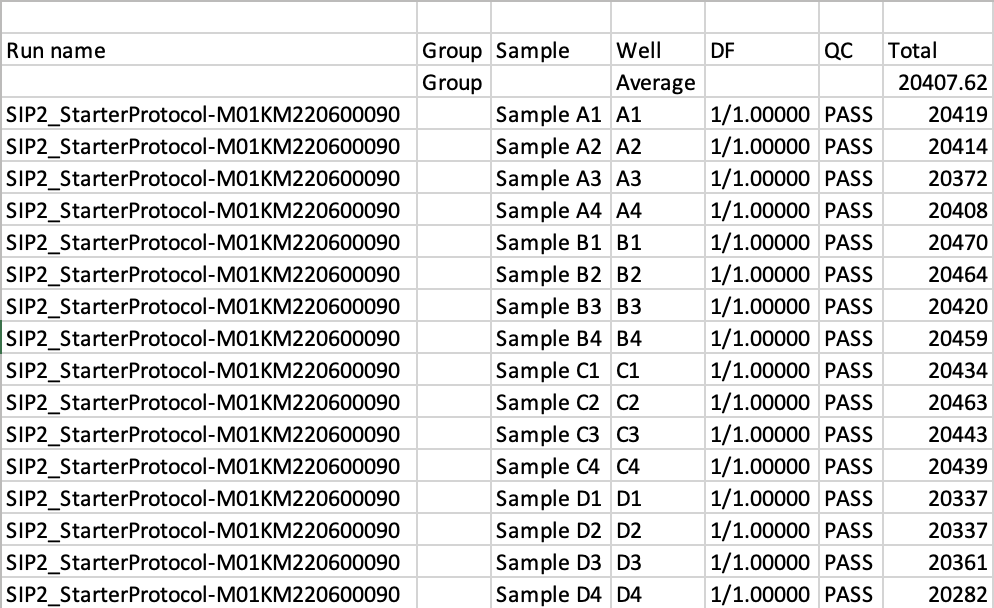 Run name Group Sample Well DF QC Total
Group Average 20407.62
SIP2_StarterProtocol-M01KM220600090 Sample A1 A1 1/1.00000 PASS 20419
SIP2_StarterProtocol-M01KM220600090 Sample A2 A2 1/1.00000 PASS 20414
SIP2_StarterProtocol-M01KM220600090 Sample A3 A3 1/1.00000 PASS 20372
SIP2_StarterProtocol-M01KM220600090 Sample A4 A4 1/1.00000 PASS 20408
SIP2_StarterProtocol-M01KM220600090 Sample B1 B1 1/1.00000 PASS 20470
SIP2_StarterProtocol-M01KM220600090 Sample B2 B2 1/1.00000 PASS 20464
SIP2_StarterProtocol-M01KM220600090 Sample B3 B3 1/1.00000 PASS 20420
SIP2_StarterProtocol-M01KM220600090 Sample B4 B4 1/1.00000 PASS 20459
SIP2_StarterProtocol-M01KM220600090 Sample C1 C1 1/1.00000 PASS 20434
SIP2_StarterProtocol-M01KM220600090 Sample C2 C2 1/1.00000 PASS 20463
SIP2_StarterProtocol-M01KM220600090 Sample C3 C3 1/1.00000 PASS 20443
SIP2_StarterProtocol-M01KM220600090 Sample C4 C4 1/1.00000 PASS 20439
SIP2_StarterProtocol-M01KM220600090 Sample D1 D1 1/1.00000 PASS 20337
SIP2_StarterProtocol-M01KM220600090 Sample D2 D2 1/1.00000 PASS 20337
SIP2_StarterProtocol-M01KM220600090 Sample D3 D3 1/1.00000 PASS 20361
SIP2_StarterProtocol-M01KM220600090 Sample D4 D4 1/1.00000 PASS 20282